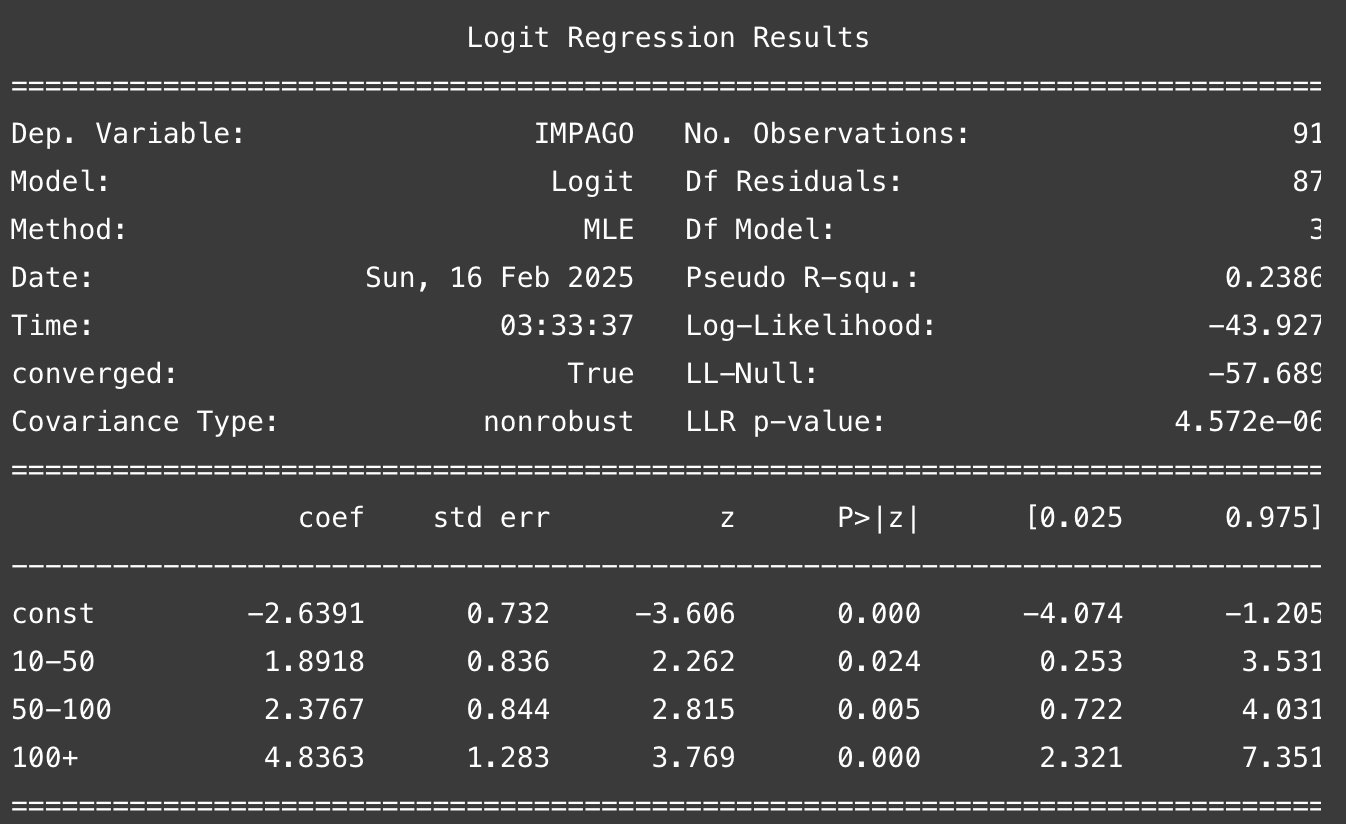 Logit Regression Results
==============================================================================
Dep. Variable:                 IMPAGO   No. Observations:                   91
Model:                          Logit   Df Residuals:                       87
Method:                           MLE   Df Model:                            3
Date:                Sun, 16 Feb 2025   Pseudo R-squ.:                  0.2386
Time:                        03:33:37   Log-Likelihood:                -43.927
converged:                       True   LL-Null:                       -57.689
Covariance Type:            nonrobust   LLR p-value:                 4.572e-06
==============================================================================
                 coef    std err          z      P>|z|      [0.025      0.975]
------------------------------------------------------------------------------
const         -2.6391      0.732     -3.606      0.000      -4.074      -1.205
10-50          1.8918      0.836      2.262      0.024       0.253       3.531
50-100         2.3767      0.844      2.815      0.005       0.722       4.031
100+           4.8363      1.283      3.769      0.000       2.321       7.351
==============================================================================